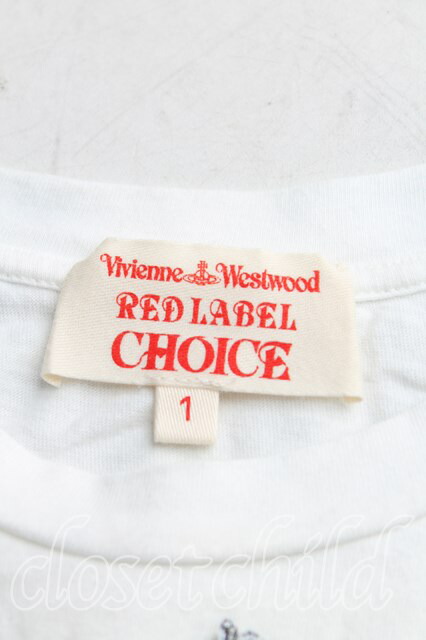 Vivienne Westwood
RED LABEL
CHOICE
1
closetchild